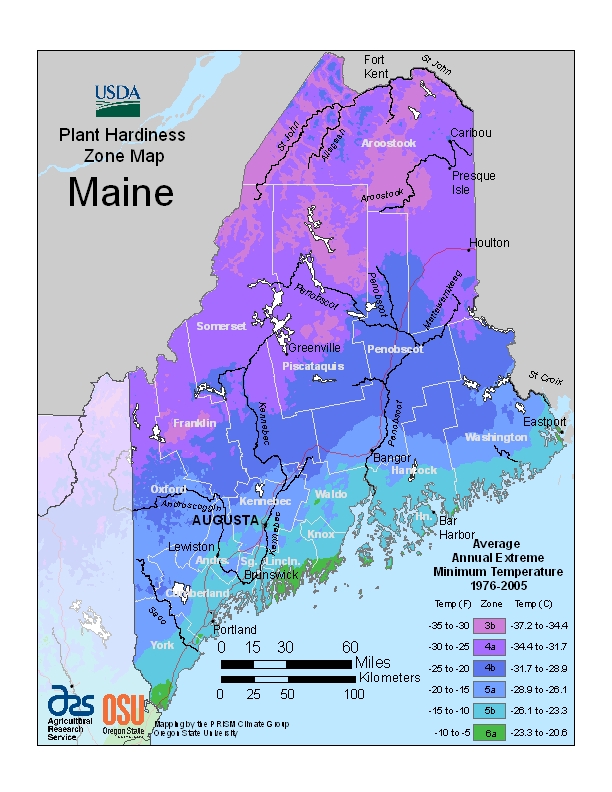 USDA
Plant Hardiness
Zone Map
Maine
Fort
Kent
St John
St John
Allegash
Aroostook
Caribou
Presque
Isle
Aroostook
Houlton
Penobscot
Penobscot
Mattawamkeag
Somerset
Greenville
Piscataquis
Penobscot
St Croix
Franklin
Kennebec
Penobscot
Eastport
Washington
Bangor
Hancock
Oxford
Androscoggin
Kennebec
Waldo
AUGUSTA
Kennebec
Knox
Hn.
Bar
Harbor
Lewiston
Andrs.
Sg.
Lincln.
Brunswick
Cumberland
Saco
York
Portland
Average
Annual Extreme
Minimum Temperature
1976-2005
Temp (F) Zone Temp (C)
-35 to -30 3b -37.2 to -34.4
-30 to -25 4a -34.4 to -31.7
-25 to -20 4b -31.7 to -28.9
-20 to -15 5a -28.9 to -26.1
-15 to -10 5b -26.1 to -23.3
-10 to -5 6a -23.3 to -20.6
0 15 30 60
Miles
Kilometers
0 25 50 100
ars
Agricultural
Research
Service
OSU
Oregon State
Mapping by the PRISM Climate Group
Oregon State University